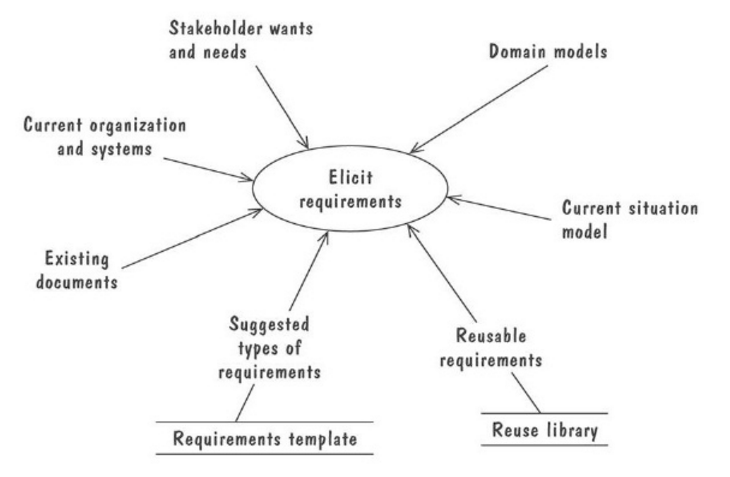 Stakeholder wants
and needs
Domain models
Current organization
and systems
Elicit
requirements
Current situation
model
Existing
documents
Suggested
types of
requirements
Reusable
requirements
Requirements template
Reuse library